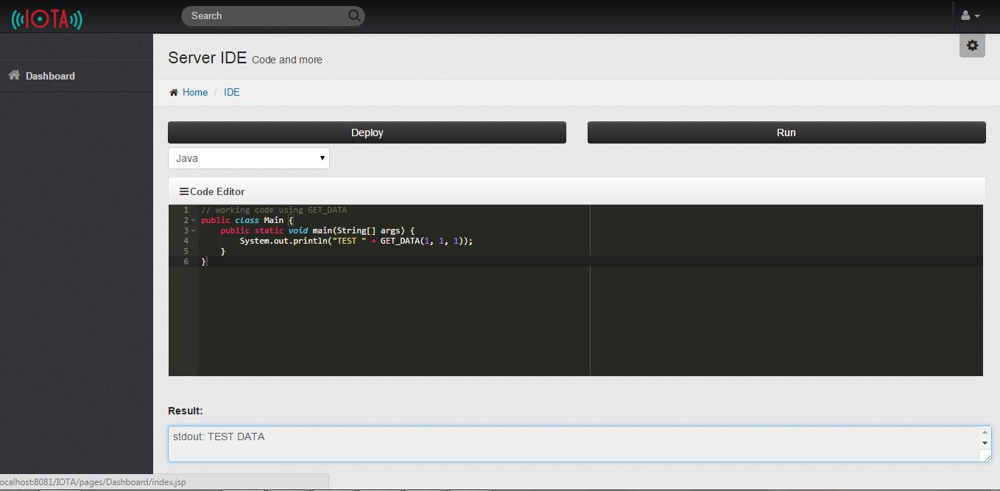 IOTA
Search
Server IDE Code and more
Dashboard
Home / IDE
Deploy
Run
Java
Code Editor
1 // working code using GET_DATA
2 public class Main {
3     public static void main(String[] args) {
4         System.out.println("TEST " + GET_DATA(1, 1, 1));
5     }
6 }
Result:
stdout: TEST DATA
ocalhost:8081/IOTA/pages/Dashboard/index.jsp